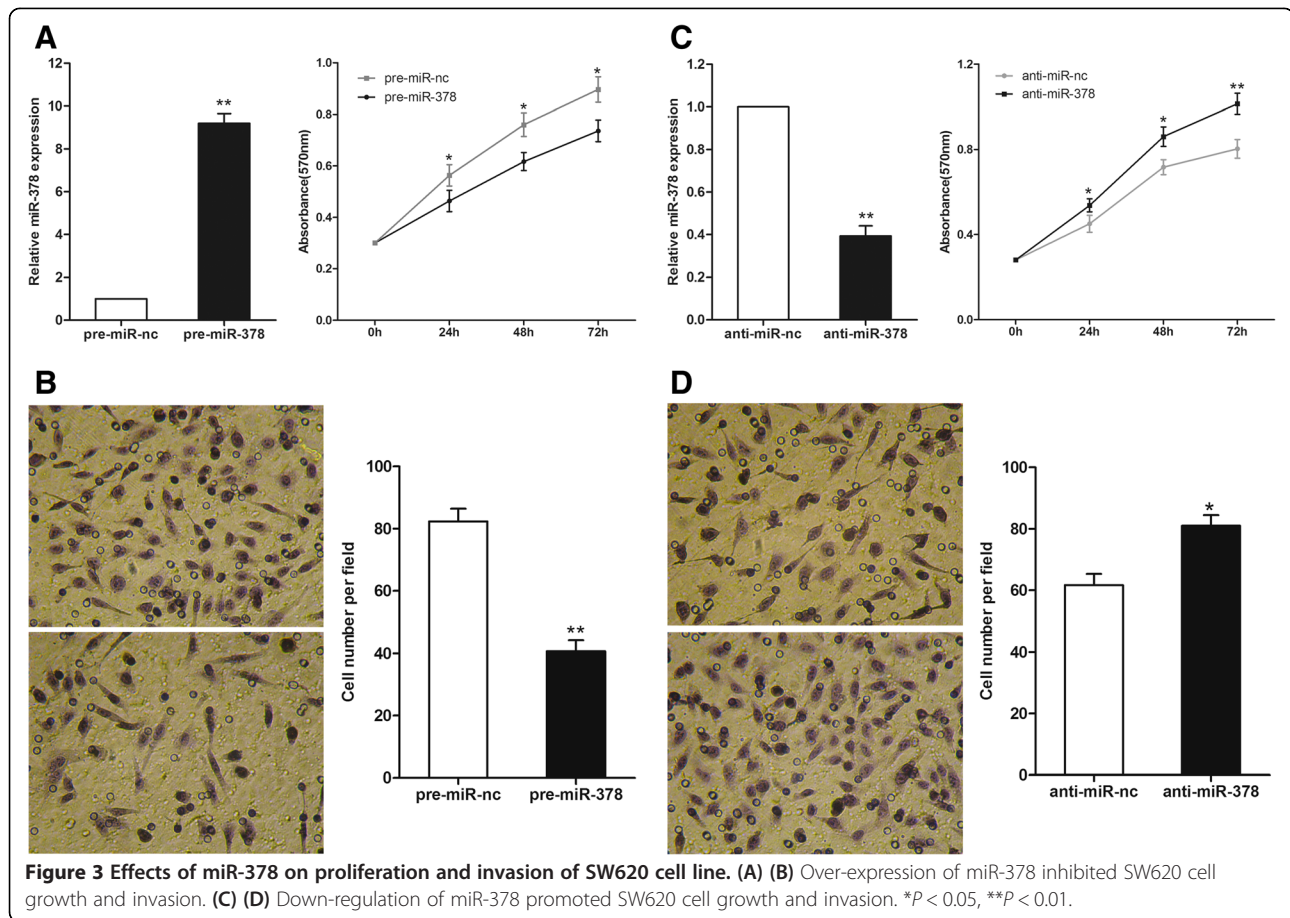 A
12
10
8
6
4
2
0
Relative miR-378 expression
**
pre-miR-nc
pre-miR-378
1.0
0.8
0.6
0.4
0.2
0.0
Absorbance(570nm)
pre-miR-nc
pre-miR-378
*
*
*
0h
24h
48h
72h
C
1.2
1.0
0.8
0.6
0.4
0.2
0.0
Relative miR-378 expression
**
anti-miR-nc
anti-miR-378
1.2
0.8
0.4
0.0
Absorbance(570nm)
anti-miR-nc
anti-miR-378
*
*
**
0h
24h
48h
72h
B
100
80
60
40
20
0
Cell number per field
**
pre-miR-nc
pre-miR-378
D
100
80
60
40
20
0
Cell number per field
*
anti-miR-nc
anti-miR-378
Figure 3 Effects of miR-378 on proliferation and invasion of SW620 cell line. (A) (B) Over-expression of miR-378 inhibited SW620 cell
growth and invasion. (C) (D) Down-regulation of miR-378 promoted SW620 cell growth and invasion. *P < 0.05, **P < 0.01.